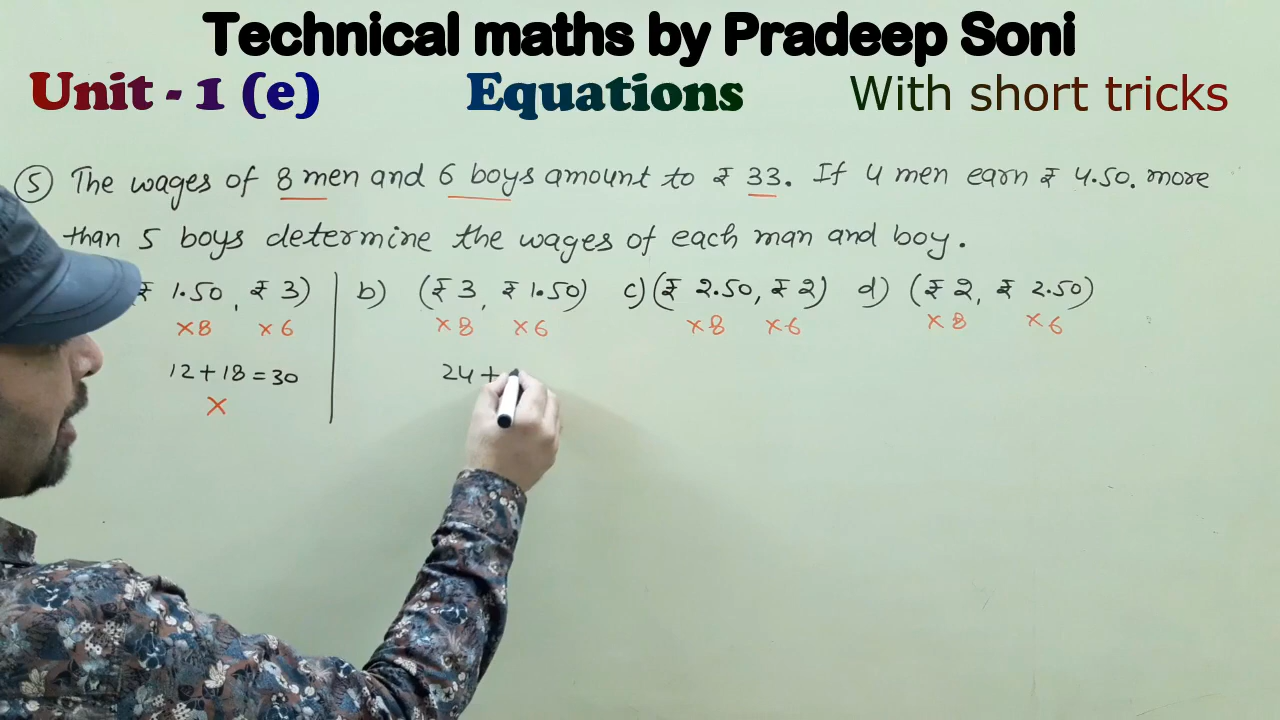 Technical maths by Pradeep Soni
Unit - 1 (e) Equations With short tricks
(5) The wages of 8 men and 6 boys amount to ₹ 33. If 4 men earn ₹ 4.50. more
than 5 boys determine the wages of each man and boy.
₹ 1.50, ₹ 3) b) (₹ 3, ₹ 1.50) c) (₹ 2.50, ₹ 2) d) (₹ 2, ₹ 2.50)
×8 ×6 ×8 ×6 ×8 ×6 ×8 ×6
12+18=30 24+
×